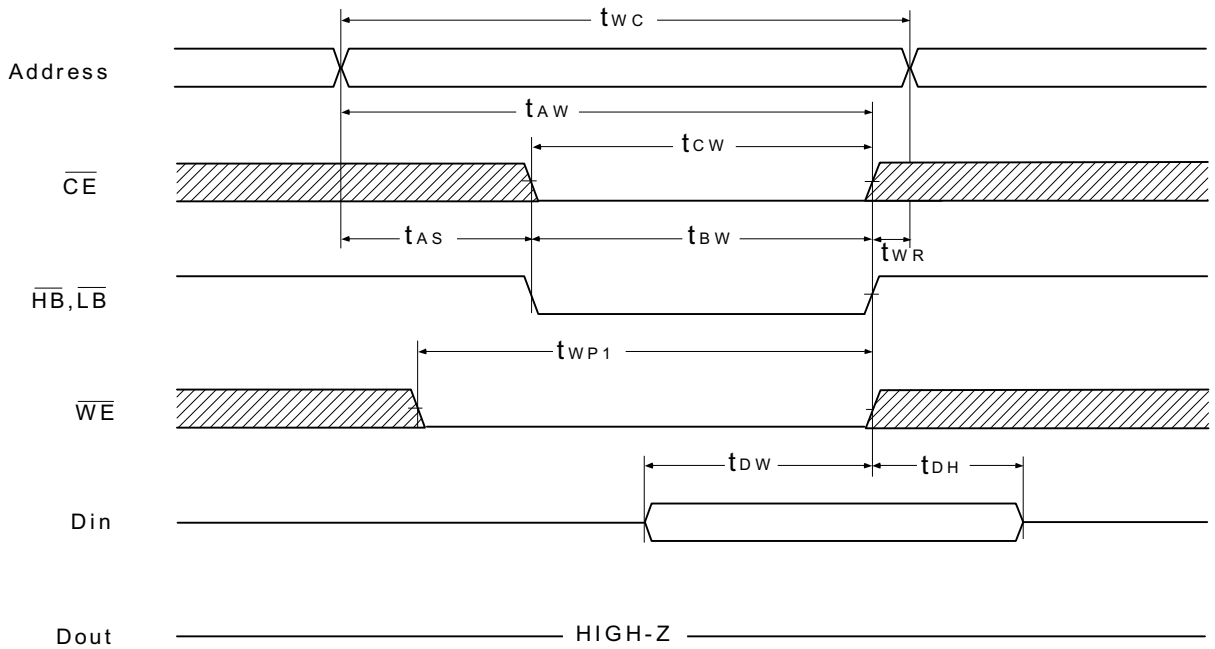 tWC
Address
tAW
tCW
CE
tAS
tBW
tWR
HB,LB
tWP1
WE
tDW
tDH
Din
Dout
HIGH-Z